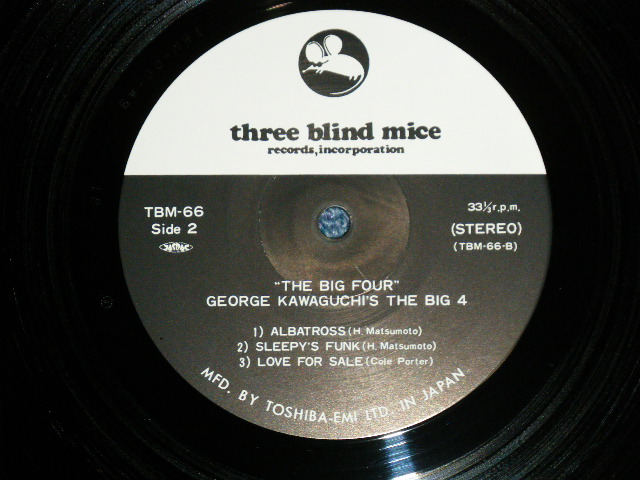 three blind mice
records, incorporation
TBM-66
Side 2
33⅓ r.p.m.
(STEREO)
(TBM-66-B)
"THE BIG FOUR"
GEORGE KAWAGUCHI'S THE BIG 4
1) ALBATROSS (H. Matsumoto)
2) SLEEPY'S FUNK (H. Matsumoto)
3) LOVE FOR SALE (Cole Porter)
MFD. BY TOSHIBA-EMI LTD. IN JAPAN